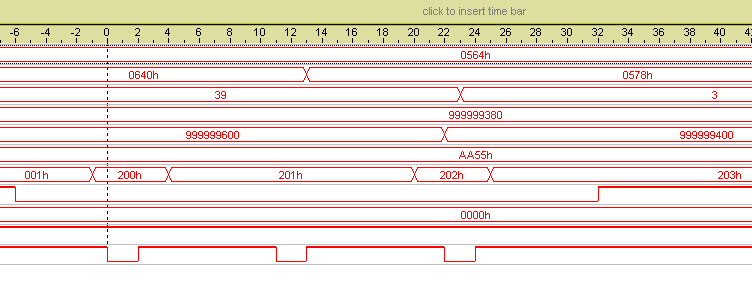 click to insert time bar
-6 -4 -2 0 2 4 6 8 10 12 14 16 18 20 22 24 26 28 30 32 34 36 38 40
0564h
0640h 0578h
39 3
999999380
999999600 999999400
AA55h
001h 200h 201h 202h 203h
0000h